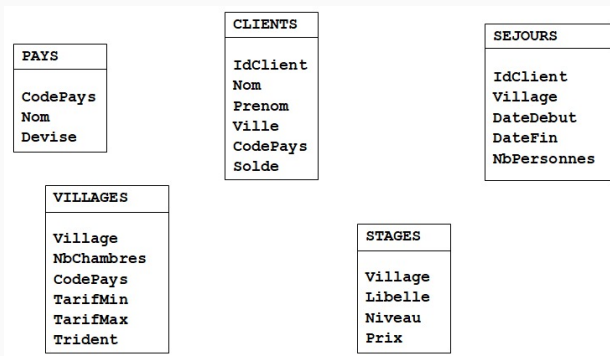 PAYS
CodePays
Nom
Devise
CLIENTS
IdClient
Nom
Prenom
Ville
CodePays
Solde
SEJOURS
IdClient
Village
DateDebut
DateFin
NbPersonnes
VILLAGES
Village
NbChambres
CodePays
TarifMin
TarifMax
Trident
STAGES
Village
Libelle
Niveau
Prix